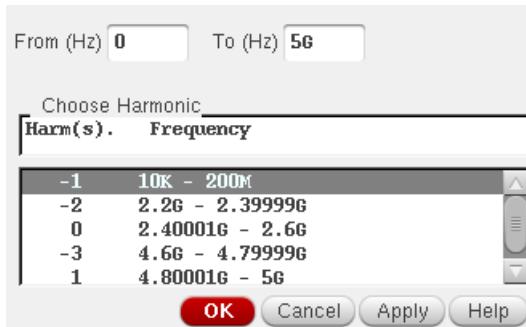 From (Hz) 0 To (Hz) 5G
Choose Harmonic
Harm(s). Frequency
-1 10K - 200M
-2 2.2G - 2.39999G
0 2.40001G - 2.6G
-3 4.6G - 4.79999G
1 4.80001G - 5G
OK Cancel Apply Help